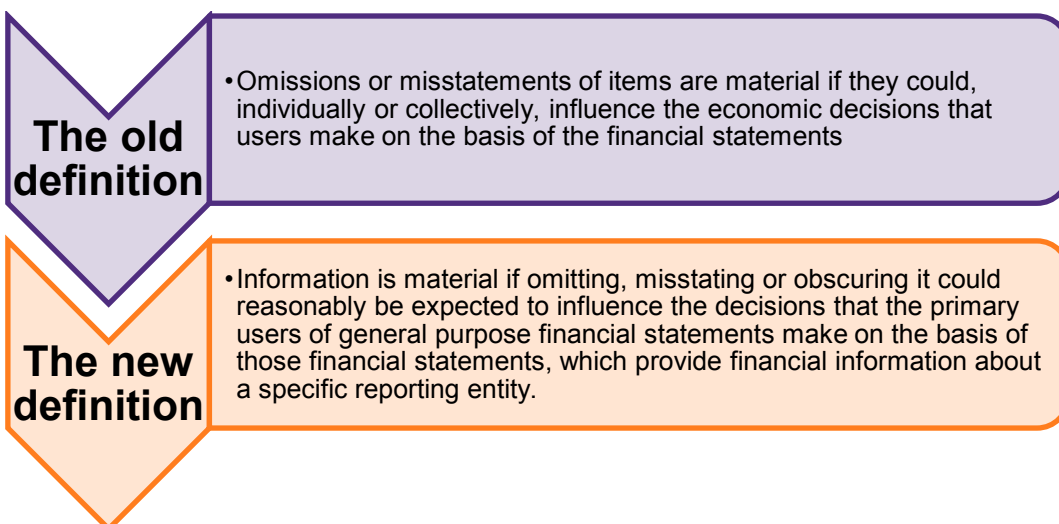 The old
definition
•Omissions or misstatements of items are material if they could,
individually or collectively, influence the economic decisions that
users make on the basis of the financial statements
The new
definition
•Information is material if omitting, misstating or obscuring it could
reasonably be expected to influence the decisions that the primary
users of general purpose financial statements make on the basis of
those financial statements, which provide financial information about
a specific reporting entity.